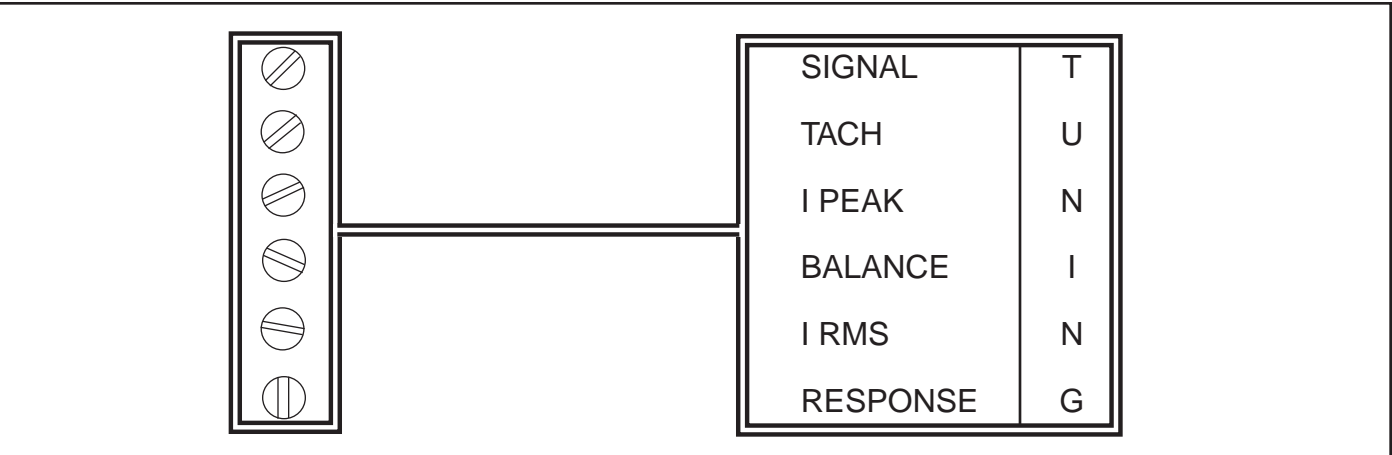 SIGNAL T
TACH U
I PEAK N
BALANCE I
I RMS N
RESPONSE G